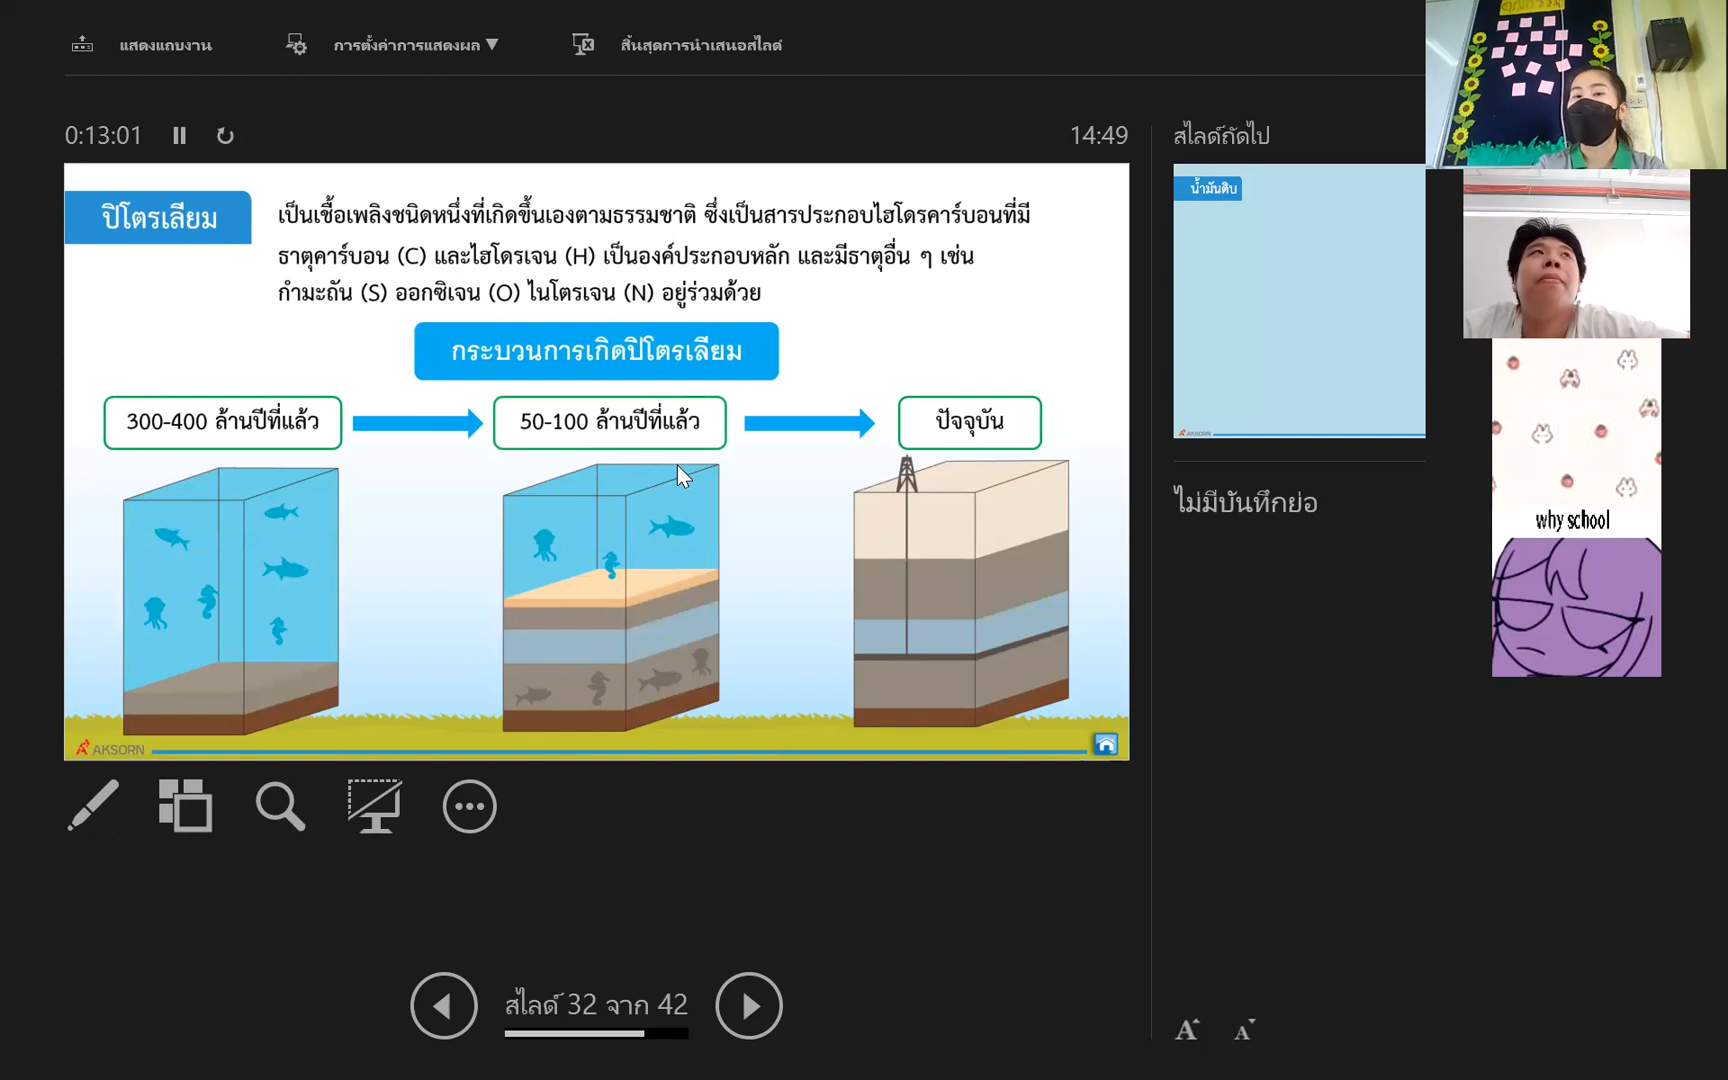 แสดงแถบงาน
การตั้งค่าการแสดงผล ▼
สิ้นสุดการนำเสนอสไลด์
0:13:01
14:49
ปิโตรเลียม
เป็นเชื้อเพลิงชนิดหนึ่งที่เกิดขึ้นเองตามธรรมชาติ ซึ่งเป็นสารประกอบไฮโดรคาร์บอนที่มี
ธาตุคาร์บอน (C) และไฮโดรเจน (H) เป็นองค์ประกอบหลัก และมีธาตุอื่น ๆ เช่น
กำมะถัน (S) ออกซิเจน (O) ไนโตรเจน (N) อยู่ร่วมด้วย
กระบวนการเกิดปิโตรเลียม
300-400 ล้านปีที่แล้ว
50-100 ล้านปีที่แล้ว
ปัจจุบัน
AKSORN
สไลด์ 32 จาก 42
สไลด์ถัดไป
น้ำมันดิบ
AKSORN
ไม่มีบันทึกย่อ
A
A
why school